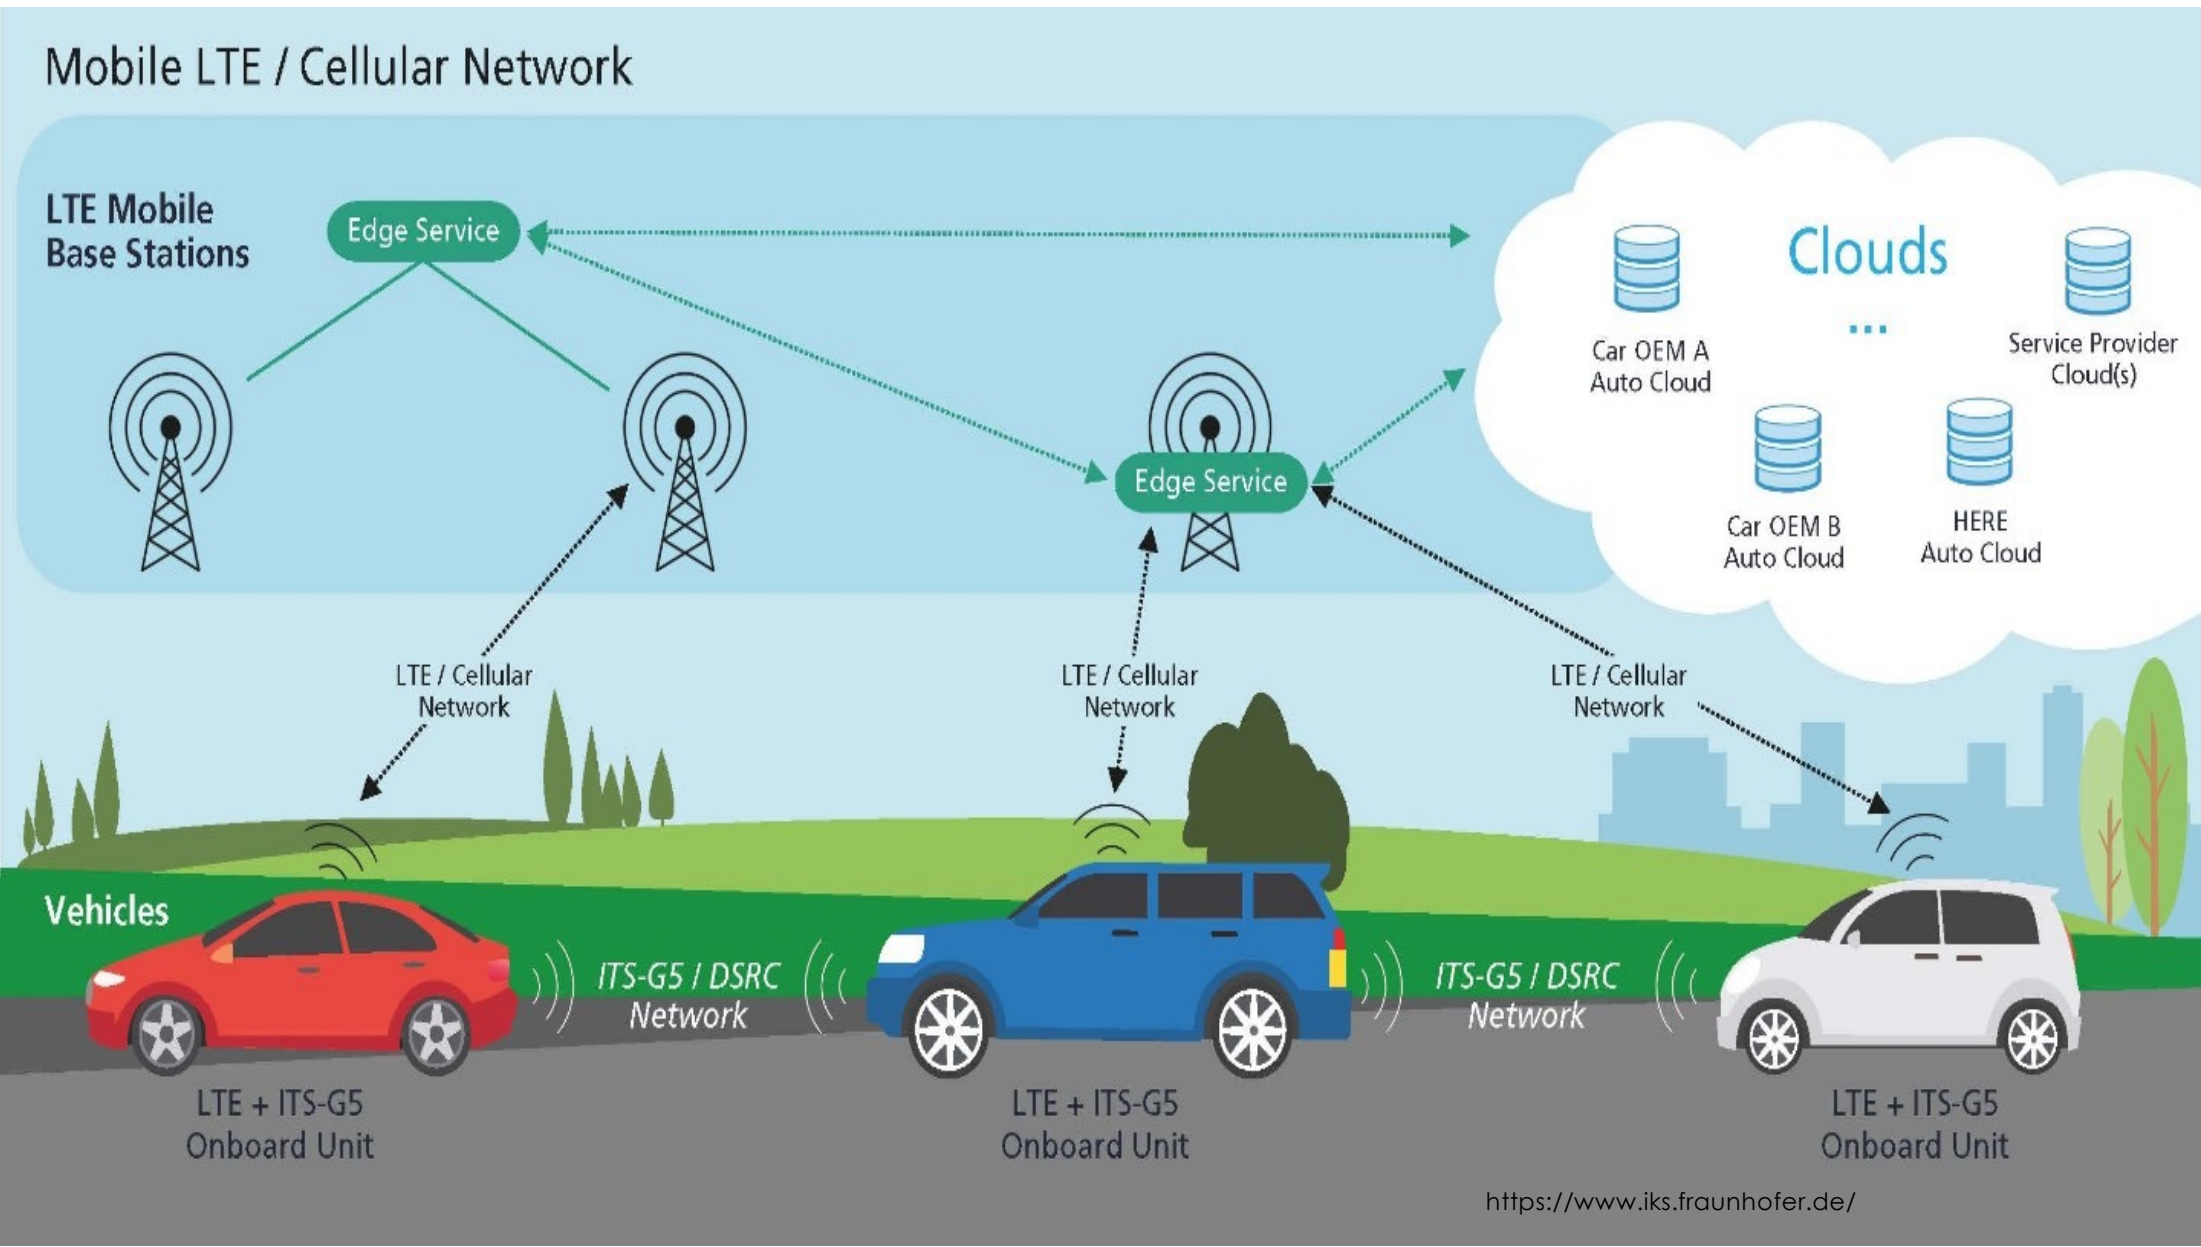 Mobile LTE / Cellular Network
LTE Mobile
Base Stations
Edge Service
Clouds
...
Car OEM A
Auto Cloud
Service Provider
Cloud(s)
Edge Service
Car OEM B
Auto Cloud
HERE
Auto Cloud
LTE / Cellular
Network
LTE / Cellular
Network
LTE / Cellular
Network
Vehicles
ITS-G5 / DSRC
Network
ITS-G5 / DSRC
Network
LTE + ITS-G5
Onboard Unit
LTE + ITS-G5
Onboard Unit
LTE + ITS-G5
Onboard Unit
https://www.iks.fraunhofer.de/